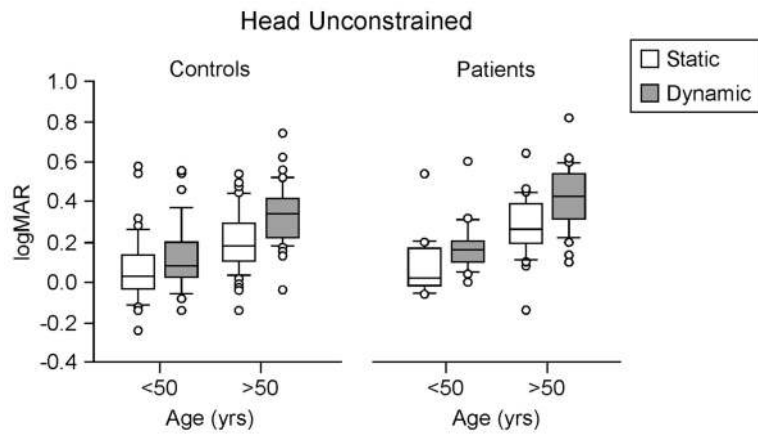 Head Unconstrained
Controls
Patients
Static
Dynamic
logMAR
1.0
0.8
0.6
0.4
0.2
0.0
-0.2
-0.4
<50
>50
<50
>50
Age (yrs)
Age (yrs)